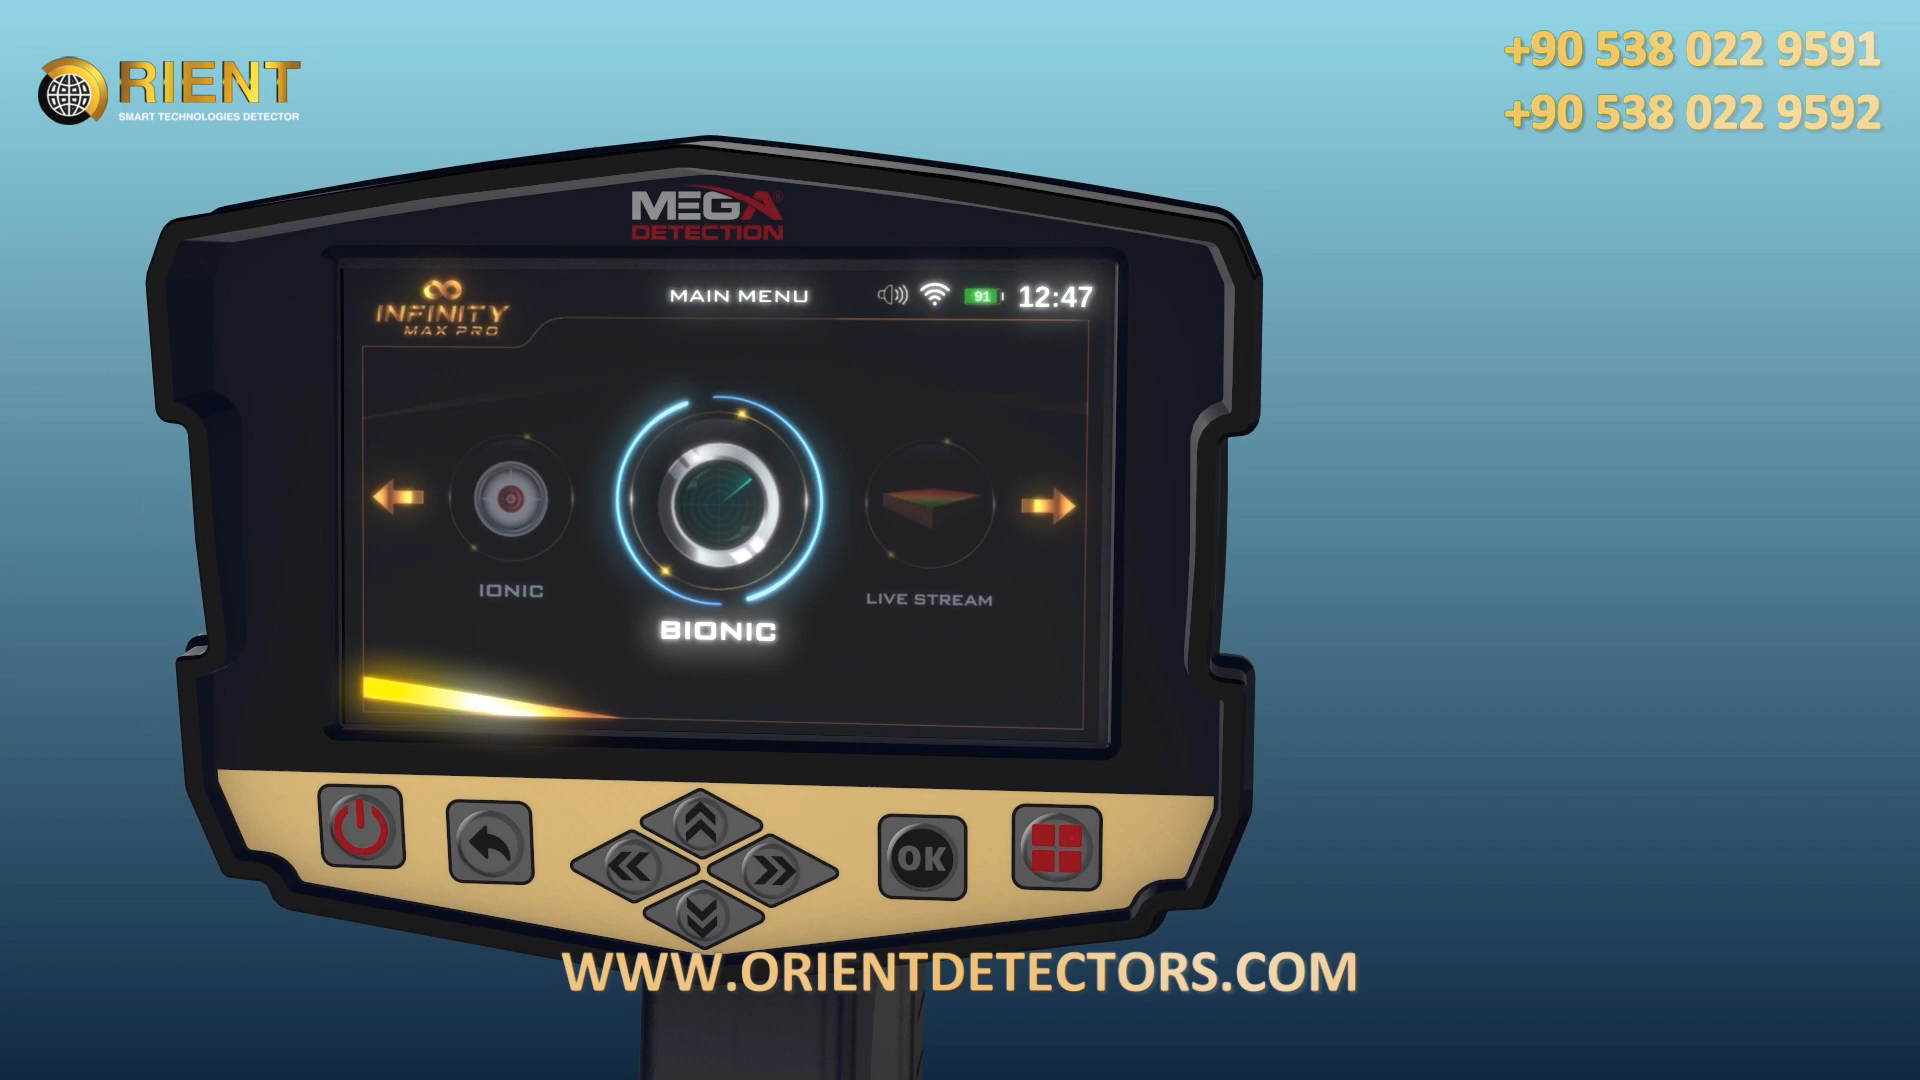 ORIENT
SMART TECHNOLOGIES DETECTOR
+90 538 022 9591
+90 538 022 9592
MEGA®
DETECTION
INFINITY
MAX PRO
MAIN MENU
91
12:47
IONIC
BIONIC
LIVE STREAM
OK
WWW.ORIENTDETECTORS.COM